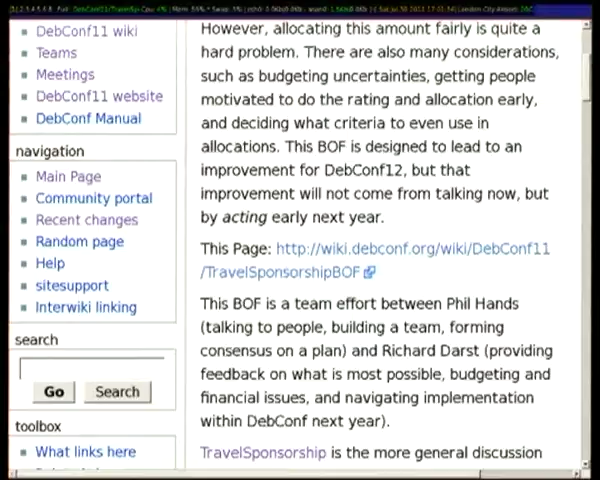 DebConf11 wiki
Teams
Meetings
DebConf11 website
DebConf Manual
navigation
Main Page
Community portal
Recent changes
Random page
Help
sitesupport
Interwiki linking
search
Go
Search
toolbox
What links here
However, allocating this amount fairly is quite a
hard problem. There are also many considerations,
such as budgeting uncertainties, getting people
motivated to do the rating and allocation early,
and deciding what criteria to even use in
allocations. This BOF is designed to lead to an
improvement for DebConf12, but that
improvement will not come from talking now, but
by acting early next year.
This Page: http://wiki.debconf.org/wiki/DebConf11
/TravelSponsorshipBOF
This BOF is a team effort between Phil Hands
(talking to people, building a team, forming
consensus on a plan) and Richard Darst (providing
feedback on what is most possible, budgeting and
financial issues, and navigating implementation
within DebConf next year).
TravelSponsorship is the more general discussion